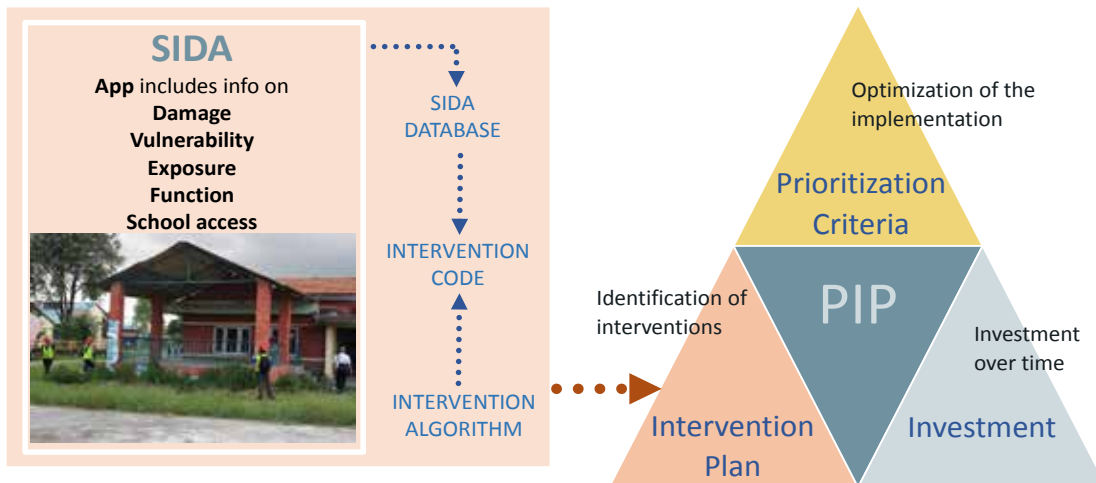 SIDA
App includes info on
Damage
Vulnerability
Exposure
Function
School access
SIDA
DATABASE
INTERVENTION
CODE
INTERVENTION
ALGORITHM
Optimization of the
implementation
Prioritization
Criteria
Identification of
interventions
PIP
Investment
over time
Intervention
Plan
Investment